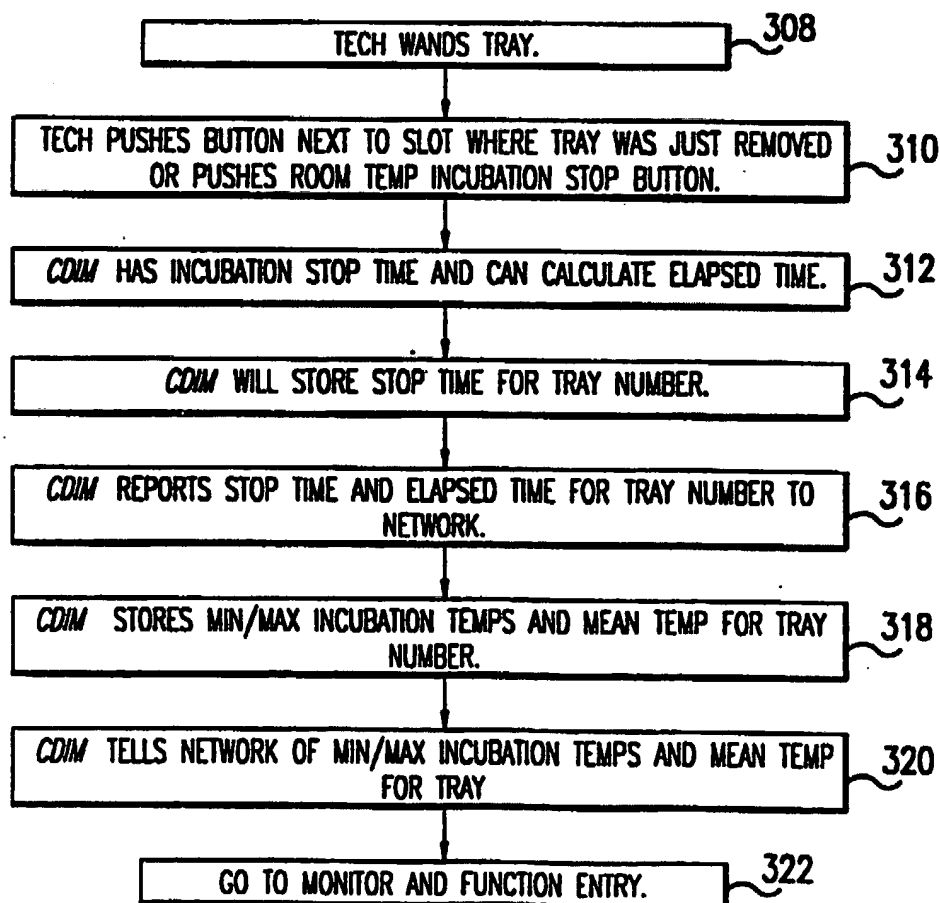 TECH WANDS TRAY.
308
TECH PUSHES BUTTON NEXT TO SLOT WHERE TRAY WAS JUST REMOVED
OR PUSHES ROOM TEMP INCUBATION STOP BUTTON.
310
CDIM HAS INCUBATION STOP TIME AND CAN CALCULATE ELAPSED TIME.
312
CDIM WILL STORE STOP TIME FOR TRAY NUMBER.
314
CDIM REPORTS STOP TIME AND ELAPSED TIME FOR TRAY NUMBER TO
NETWORK.
316
CDIM STORES MIN/MAX INCUBATION TEMPS AND MEAN TEMP FOR TRAY
NUMBER.
318
CDIM TELLS NETWORK OF MIN/MAX INCUBATION TEMPS AND MEAN TEMP
FOR TRAY
320
GO TO MONITOR AND FUNCTION ENTRY.
322